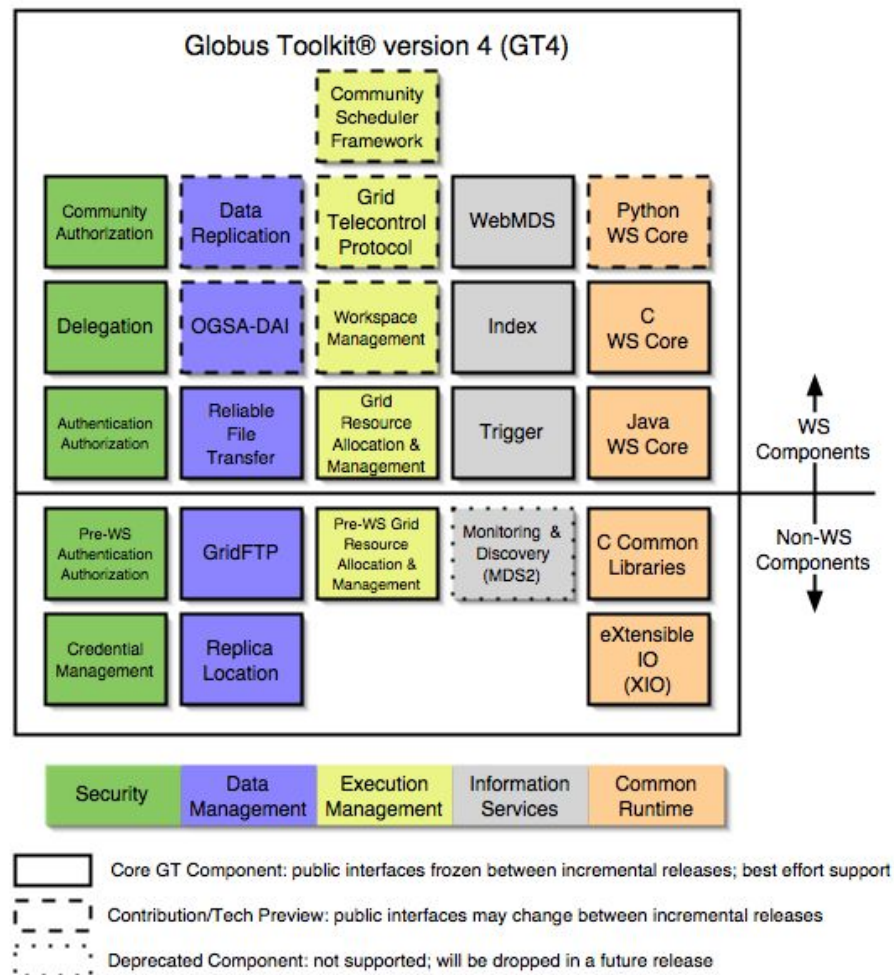 Globus Toolkit® version 4 (GT4)
Community
Scheduler
Framework
Community
Authorization
Data
Replication
Grid
Telecontrol
Protocol
WebMDS
Python
WS Core
Delegation
OGSA-DAI
Workspace
Management
Index
C
WS Core
Authentication
Authorization
Reliable
File
Transfer
Grid
Resource
Allocation &
Management
Trigger
Java
WS Core
WS
Components
Pre-WS
Authentication
Authorization
GridFTP
Pre-WS Grid
Resource
Allocation &
Management
Monitoring &
Discovery
(MDS2)
C Common
Libraries
Non-WS
Components
Credential
Management
Replica
Location
eXtensible
IO
(XIO)
Security
Data
Management
Execution
Management
Information
Services
Common
Runtime
Core GT Component: public interfaces frozen between incremental releases; best effort support
Contribution/Tech Preview: public interfaces may change between incremental releases
Deprecated Component: not supported; will be dropped in a future release